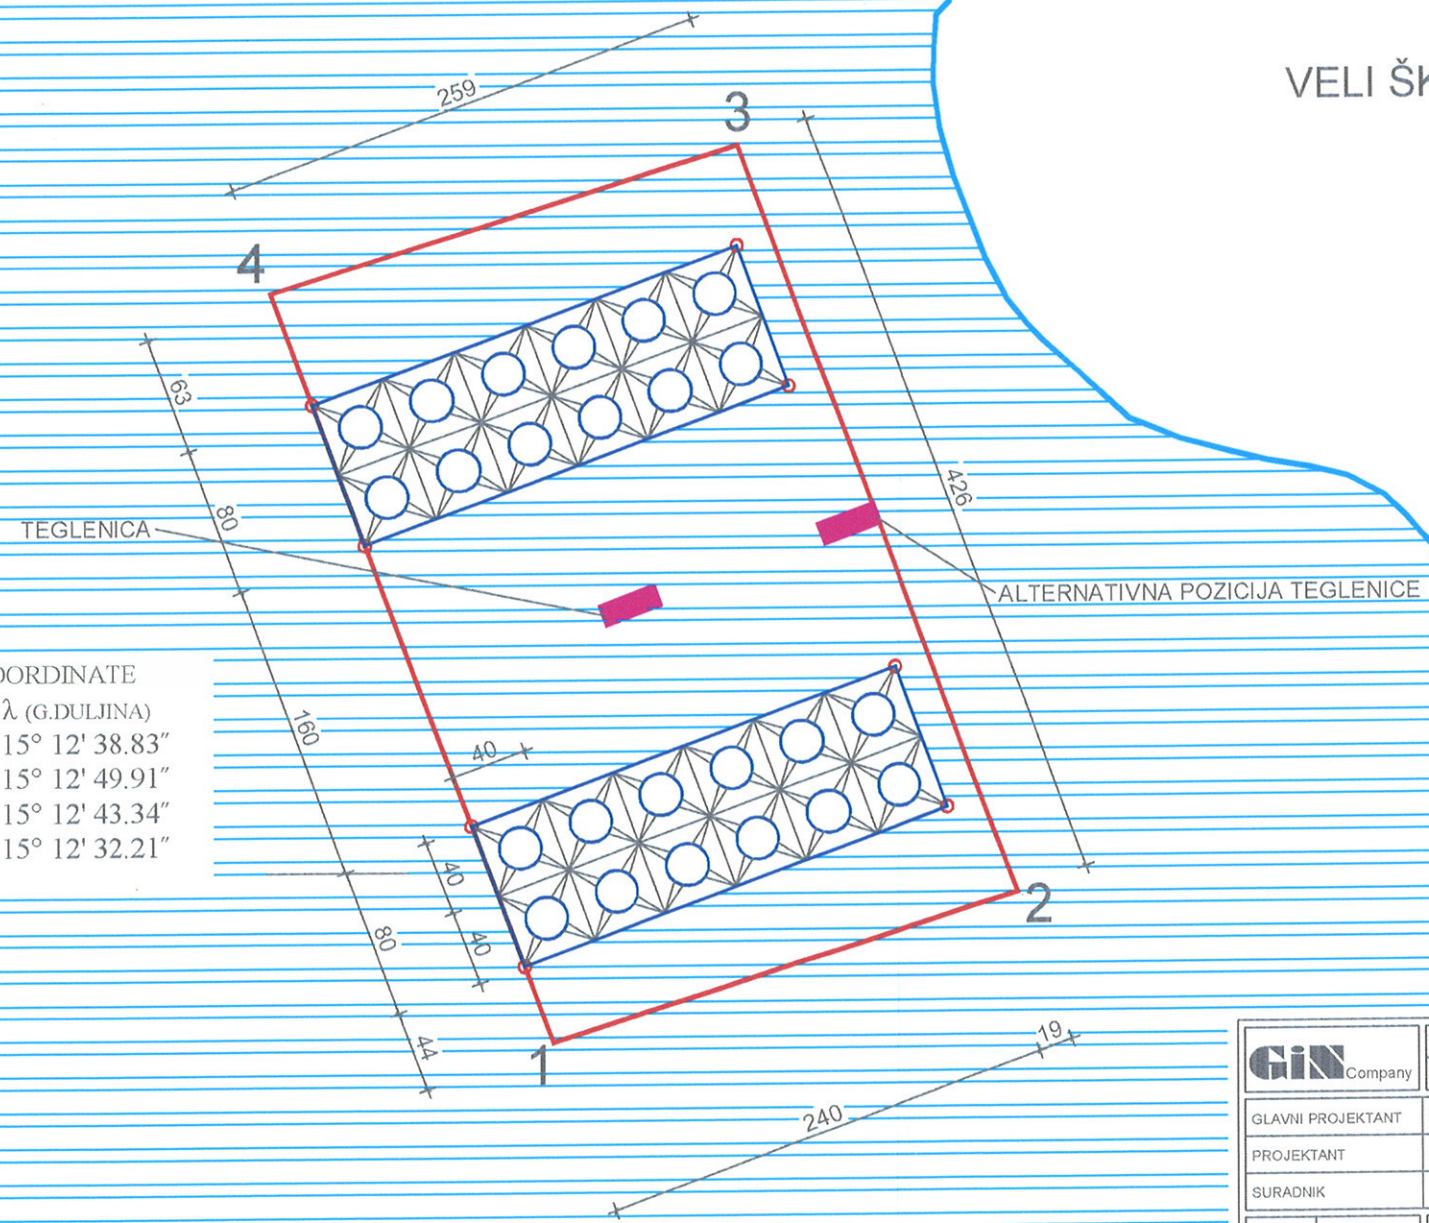 259
VELI
3
4
63
80
426
TEGLENICA
ALTERNATIVNA POZICIJA TEGLENICE
λ (G.DULJINA)
15° 12' 38.83"
15° 12' 49.91"
15° 12' 43.34"
15° 12' 32.21"
160
40
40
40
80
44
2
1
19
240
GiN Company
GLAVNI PROJEKTANT
PROJEKTANT
SURADNIK